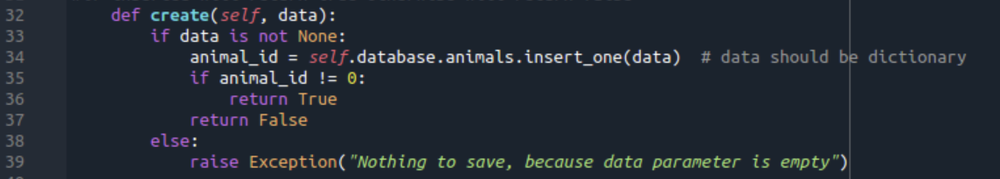 32 def create(self, data):
33 if data is not None:
34 animal_id = self.database.animals.insert_one(data) # data should be dictionary
35 if animal_id != 0:
36 return True
37 return False
38 else:
39 raise Exception("Nothing to save, because data parameter is empty")